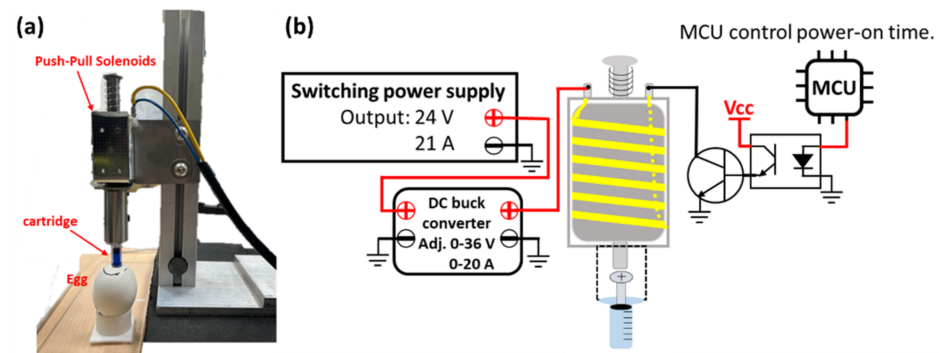 (a)
Push-Pull Solenoids
cartridge
Egg
(b)
MCU control power-on time.
Switching power supply
Output: 24 V
21 A
DC buck
converter
Adj. 0-36 V
0-20 A
Vcc
MCU